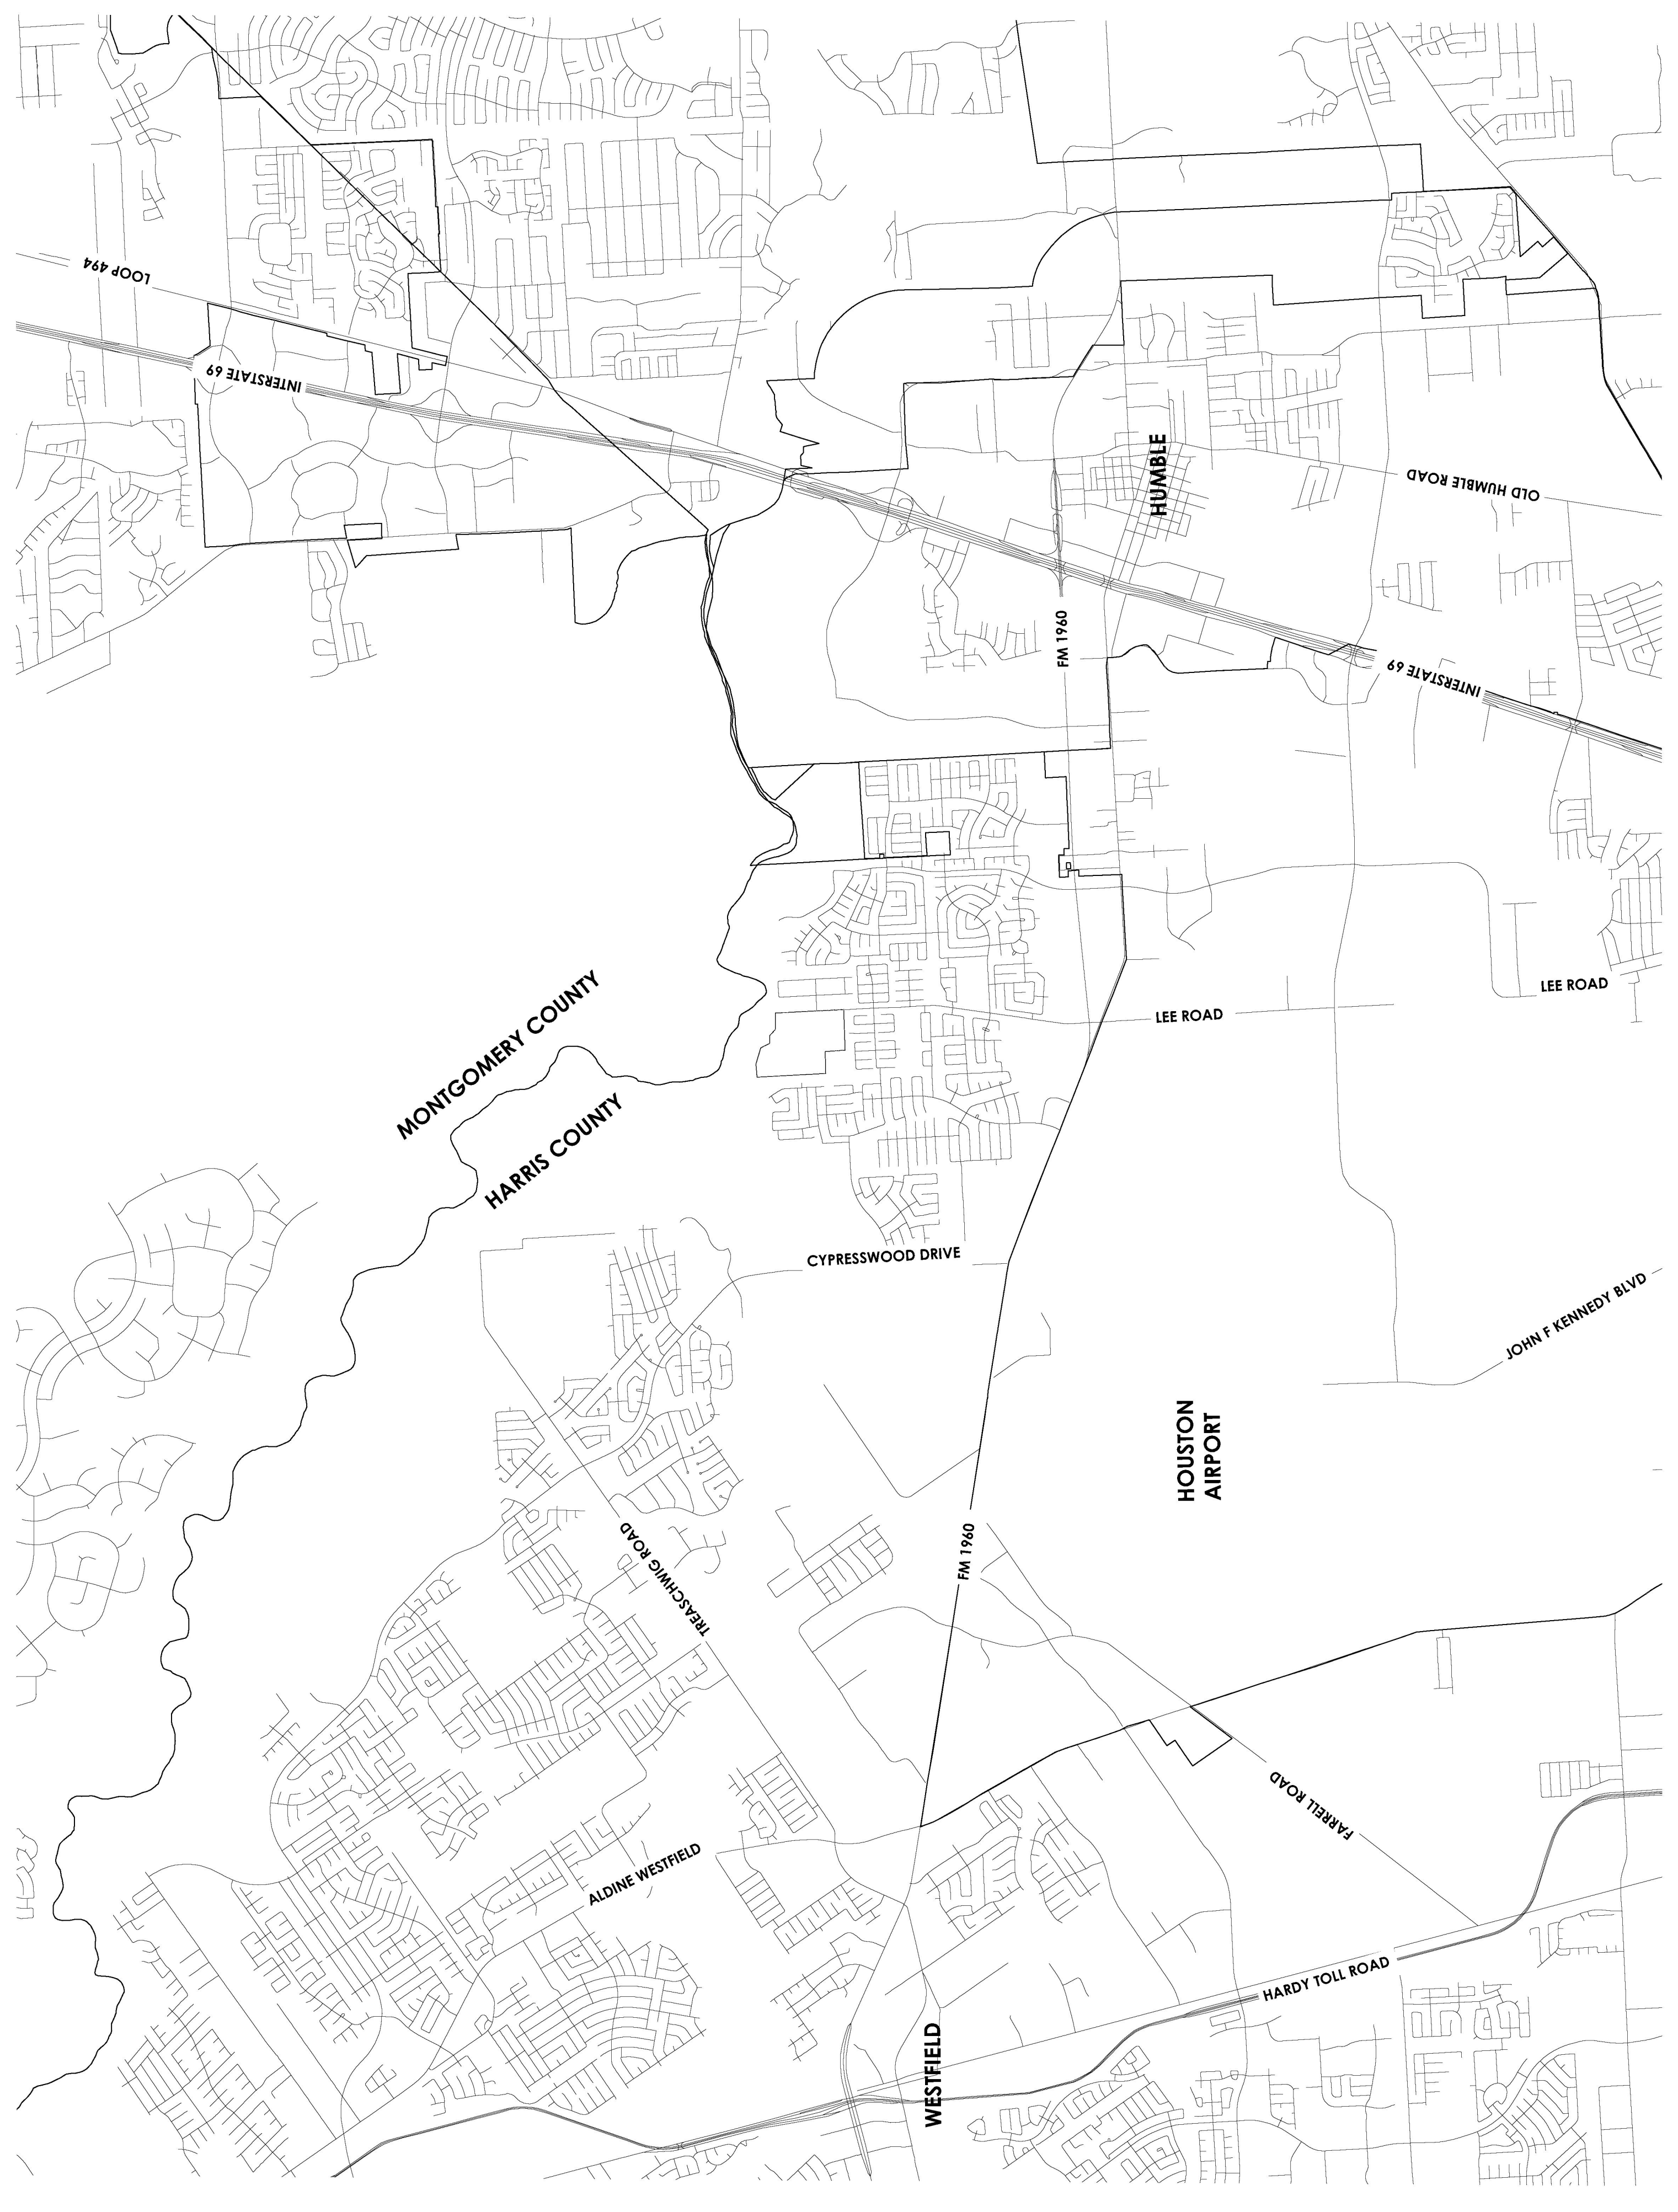 LOOP 494
INTERSTATE 69
HUMBLE
OLD HUMBLE ROAD
FM 1960
INTERSTATE 69
LEE ROAD
LEE ROAD
MONTGOMERY COUNTY
HARRIS COUNTY
CYPRESSWOOD DRIVE
JOHN F KENNEDY BLVD
HOUSTON
AIRPORT
TREASCHWIG ROAD
FM 1960
FARRELL ROAD
ALDINE WESTFIELD
HARDY TOLL ROAD
WESTFIELD